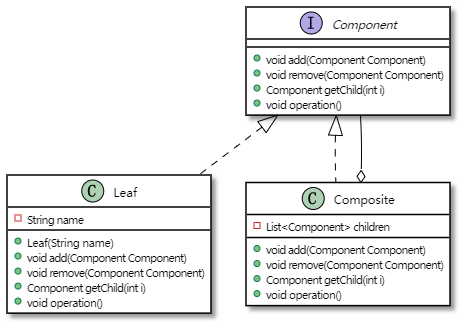 I Component
void add(Component Component)
void remove(Component Component)
Component getChild(int i)
void operation()
C Leaf
String name
Leaf(String name)
void add(Component Component)
void remove(Component Component)
Component getChild(int i)
void operation()
C Composite
List<Component> children
void add(Component Component)
void remove(Component Component)
Component getChild(int i)
void operation()